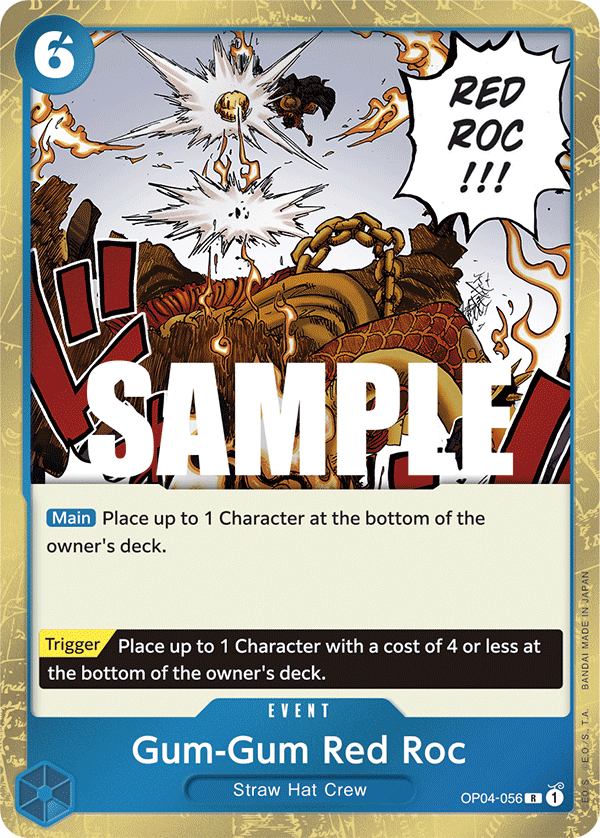 6
RED
ROC
!!!
SAMPLE
Main Place up to 1 Character at the bottom of the
owner's deck.
Trigger Place up to 1 Character with a cost of 4 or less at
the bottom of the owner's deck.
EVENT
Gum-Gum Red Roc
Straw Hat Crew
OP04-056 R 1
BANDAI MADE IN JAPAN